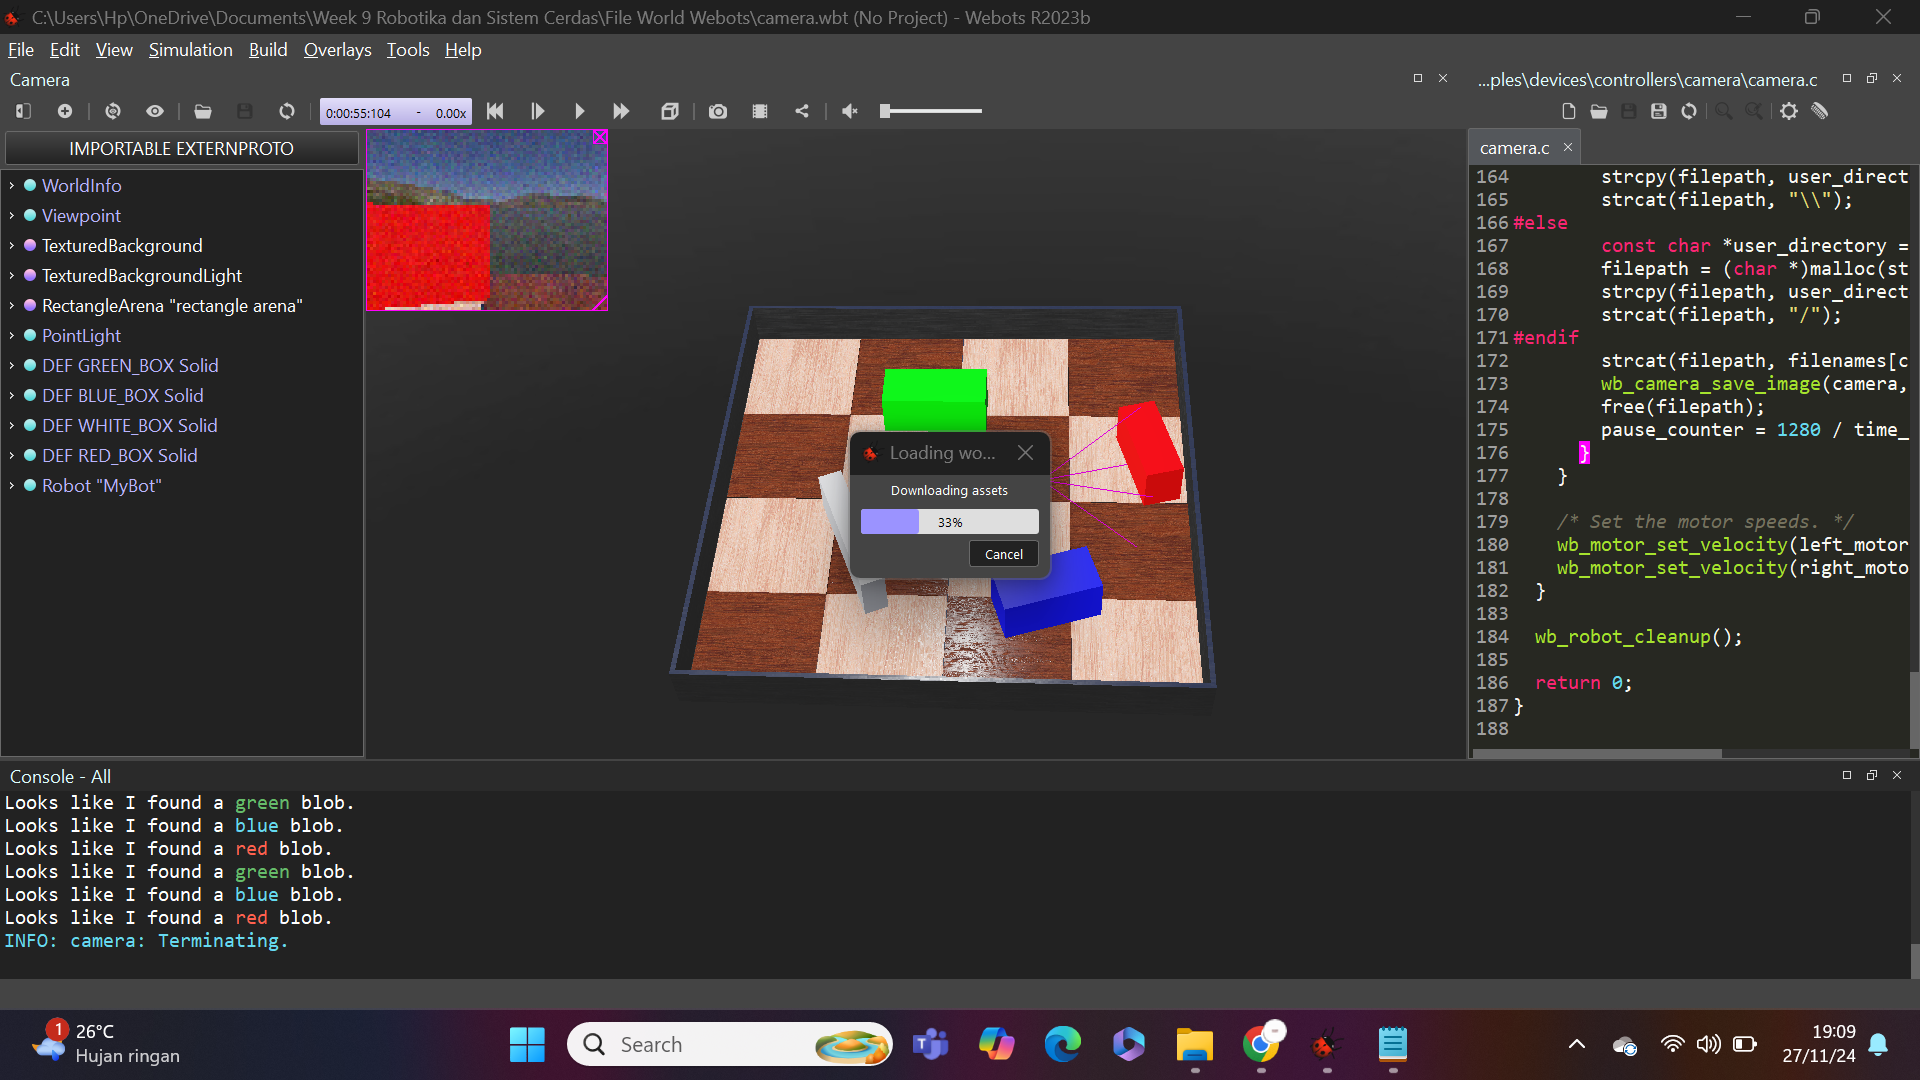 C:\Users\Hp\OneDrive\Documents\Week 9 Robotika dan Sistem Cerdas\File World Webots\camera.wbt (No Project) - Webots R2023b
File Edit View Simulation Build Overlays Tools Help
Camera
...ples\devices\controllers\camera\camera.c
0:00:55:104 - 0.00x
IMPORTABLE EXTERNPROTO
WorldInfo
Viewpoint
TexturedBackground
TexturedBackgroundLight
RectangleArena "rectangle arena"
PointLight
DEF GREEN_BOX Solid
DEF BLUE_BOX Solid
DEF WHITE_BOX Solid
DEF RED_BOX Solid
Robot "MyBot"
Loading wo...
Downloading assets
33%
Cancel
camera.c
164 strcpy(filepath, user_direct
165 strcat(filepath, "\\");
166 #else
167 const char *user_directory =
168 filepath = (char *)malloc(st
169 strcpy(filepath, user_direct
170 strcat(filepath, "/");
171 #endif
172 strcat(filepath, filenames[c
173 wb_camera_save_image(camera,
174 free(filepath);
175 pause_counter = 1280 / time_
176 }
177 }
178
179 /* Set the motor speeds. */
180 wb_motor_set_velocity(left_motor
181 wb_motor_set_velocity(right_moto
182 }
183
184 wb_robot_cleanup();
185
186 return 0;
187 }
188
Console - All
Looks like I found a green blob.
Looks like I found a blue blob.
Looks like I found a red blob.
Looks like I found a green blob.
Looks like I found a blue blob.
Looks like I found a red blob.
INFO: camera: Terminating.
1
26°C
Hujan ringan
Search
19:09
27/11/24